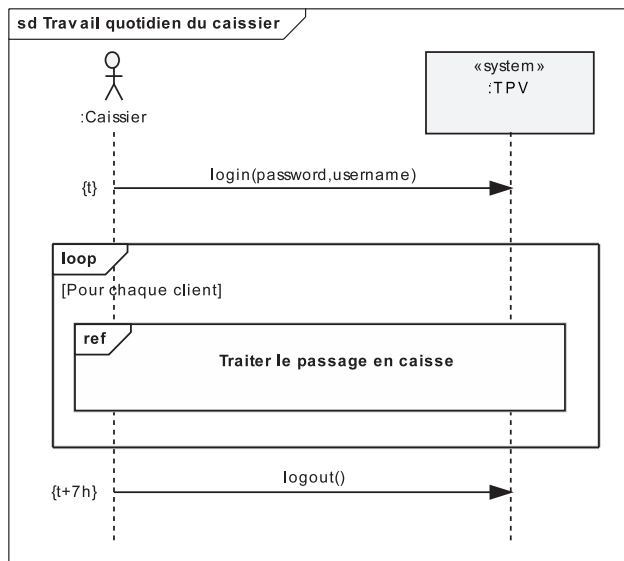 sd Travail quotidien du caissier
«system»
:TPV
:Caissier
{t}
login(password,username)
loop
[Pour chaque client]
ref
Traiter le passage en caisse
{t+7h}
logout()